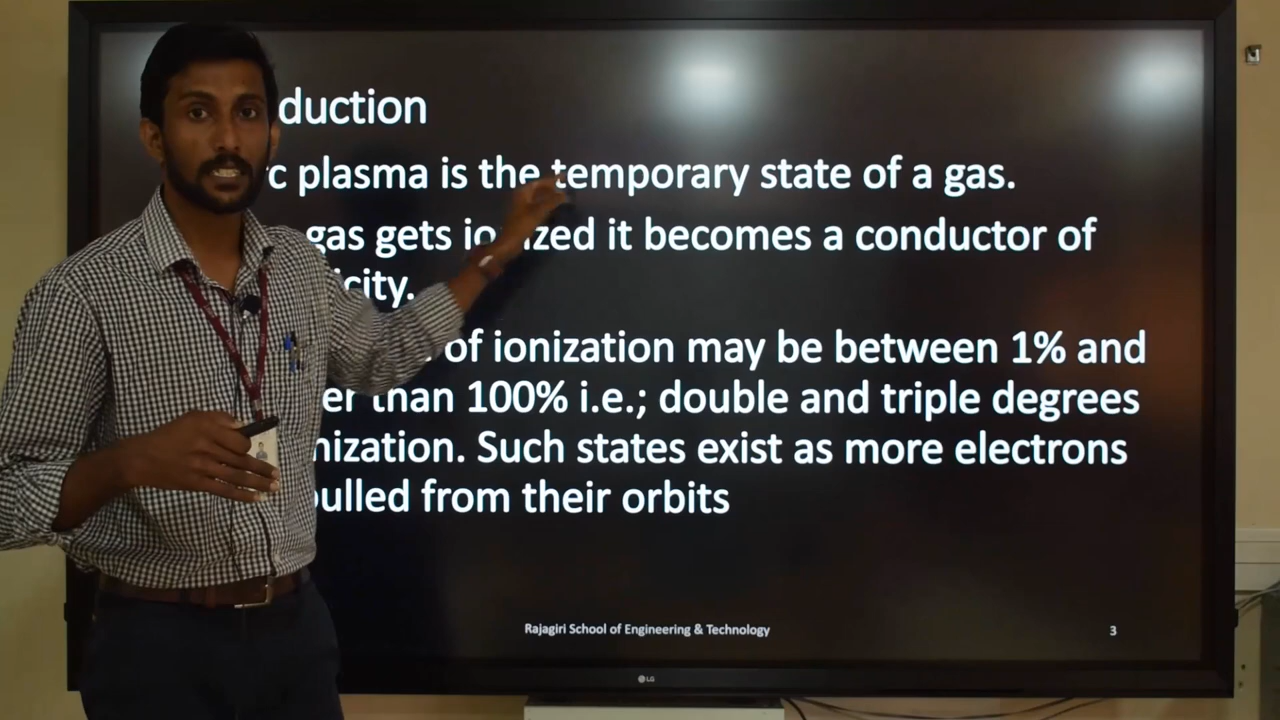 duction
c plasma is the temporary state of a gas.
gas gets ionized it becomes a conductor of
icity.
of ionization may be between 1% and
er than 100% i.e.; double and triple degrees
nization. Such states exist as more electrons
pulled from their orbits
Rajagiri School of Engineering & Technology
3
LG